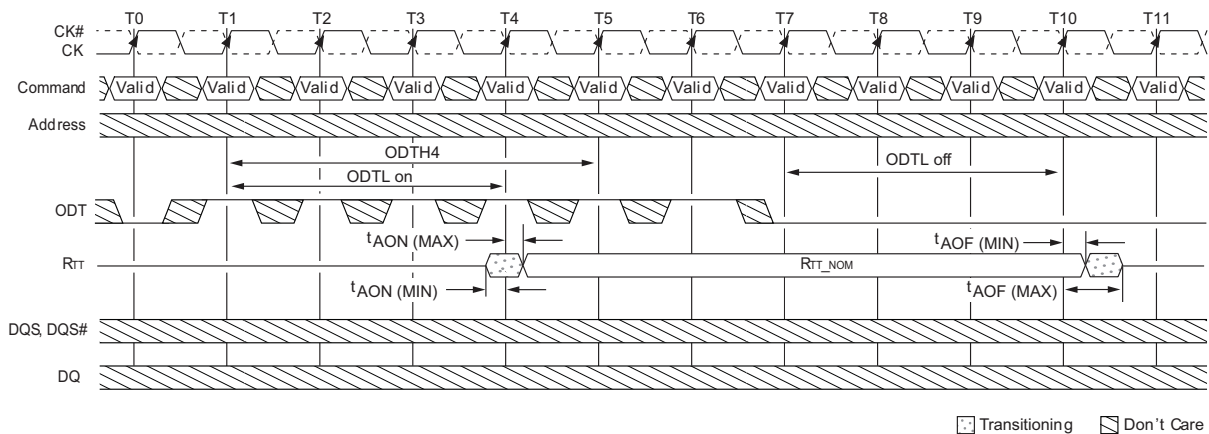 T0 T1 T2 T3 T4 T5 T6 T7 T8 T9 T10 T11
CK#
CK
Command Valid Valid Valid Valid Valid Valid Valid Valid Valid Valid Valid Valid
Address
ODTH4
ODTL off
ODTL on
ODT
tAON (MAX)
tAOF (MIN)
RTT
RTT_NOM
tAON (MIN)
tAOF (MAX)
DQS, DQS#
DQ
Transitioning Don't Care